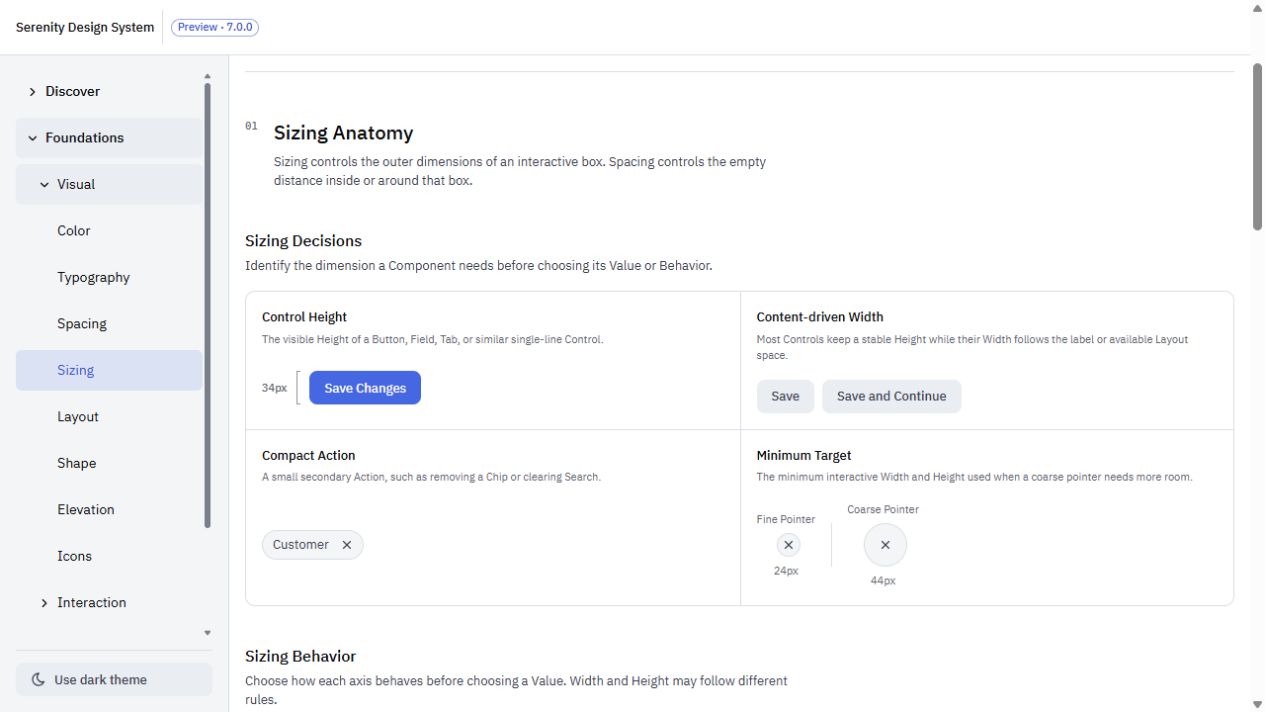 Serenity Design System
Preview · 7.0.0
Discover
Foundations
Visual
Color
Typography
Spacing
Sizing
Layout
Shape
Elevation
Icons
Interaction
Use dark theme
01
Sizing Anatomy
Sizing controls the outer dimensions of an interactive box. Spacing controls the empty
distance inside or around that box.
Sizing Decisions
Identify the dimension a Component needs before choosing its Value or Behavior.
Control Height
The visible Height of a Button, Field, Tab, or similar single-line Control.
34px
Save Changes
Content-driven Width
Most Controls keep a stable Height while their Width follows the label or available Layout
space.
Save
Save and Continue
Compact Action
A small secondary Action, such as removing a Chip or clearing Search.
Customer
Minimum Target
The minimum interactive Width and Height used when a coarse pointer needs more room.
Fine Pointer
24px
Coarse Pointer
44px
Sizing Behavior
Choose how each axis behaves before choosing a Value. Width and Height may follow different
rules.